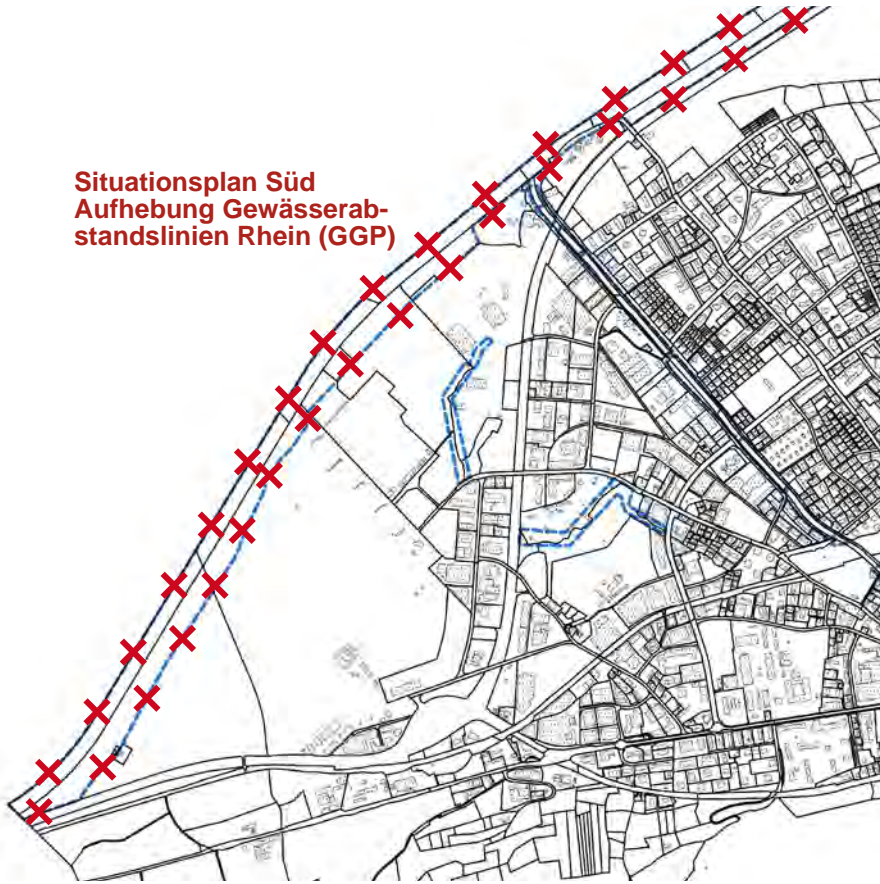 Situationsplan Süd
Aufhebung Gewässerab-
standslinien Rhein (GGP)